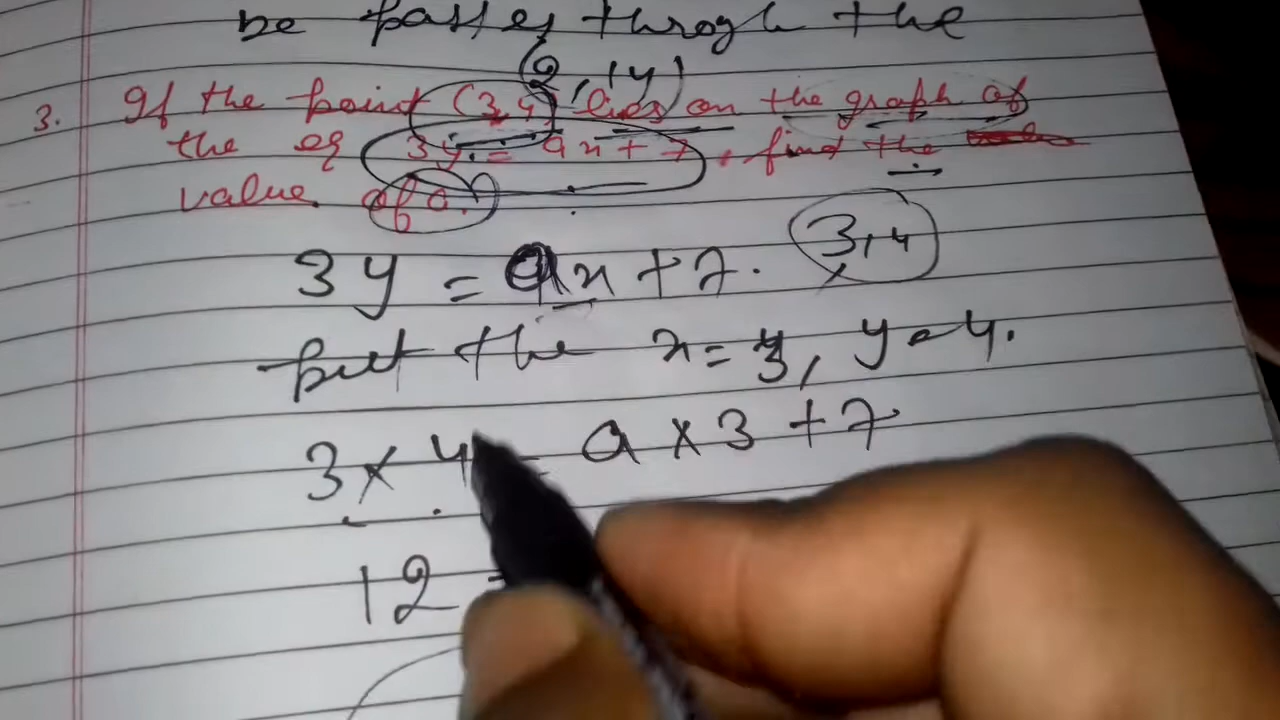 be passes throgh the
(2, 14)
3. If the point (3,4) lies on the graph of
the eq 3y = ax + 7, find the
value of a.
3y = ax + 7. 3,4
put the x = 3, y = 4.
3 x 4 = a x 3 + 7
12 =